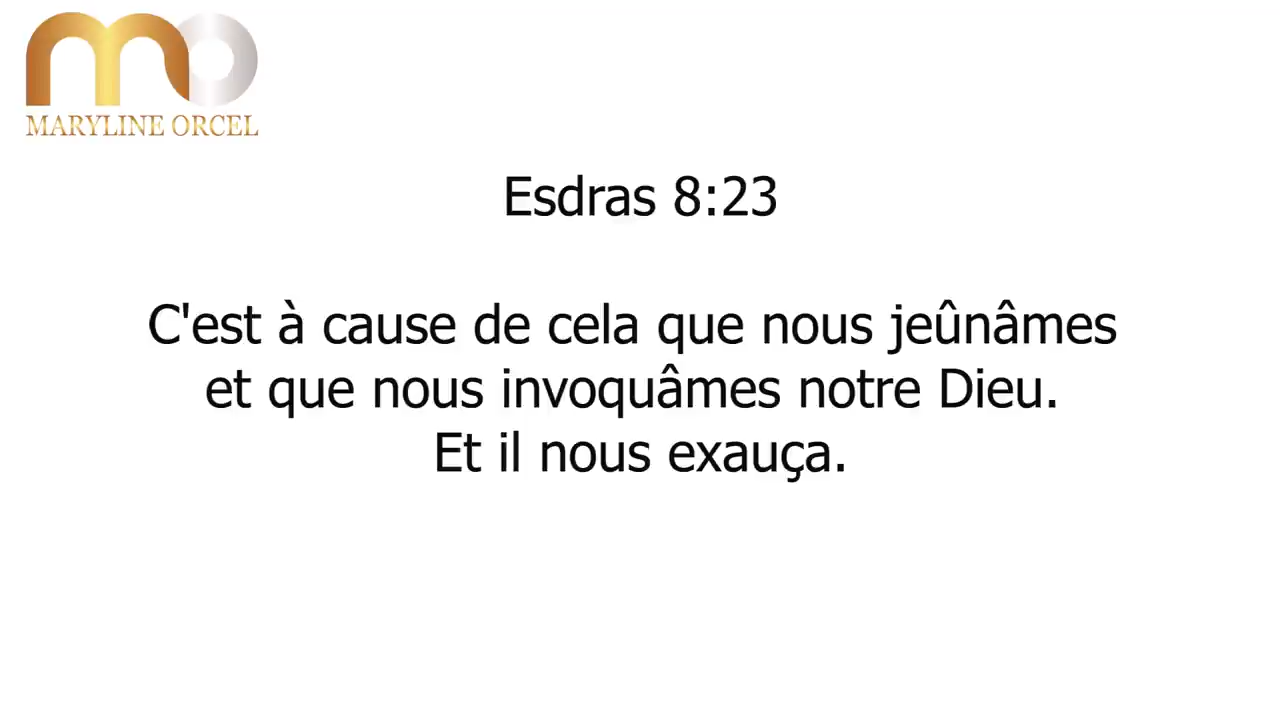 mo
MARYLINE ORCEL
Esdras 8:23
C'est à cause de cela que nous jeûnâmes
et que nous invoquâmes notre Dieu.
Et il nous exauça.